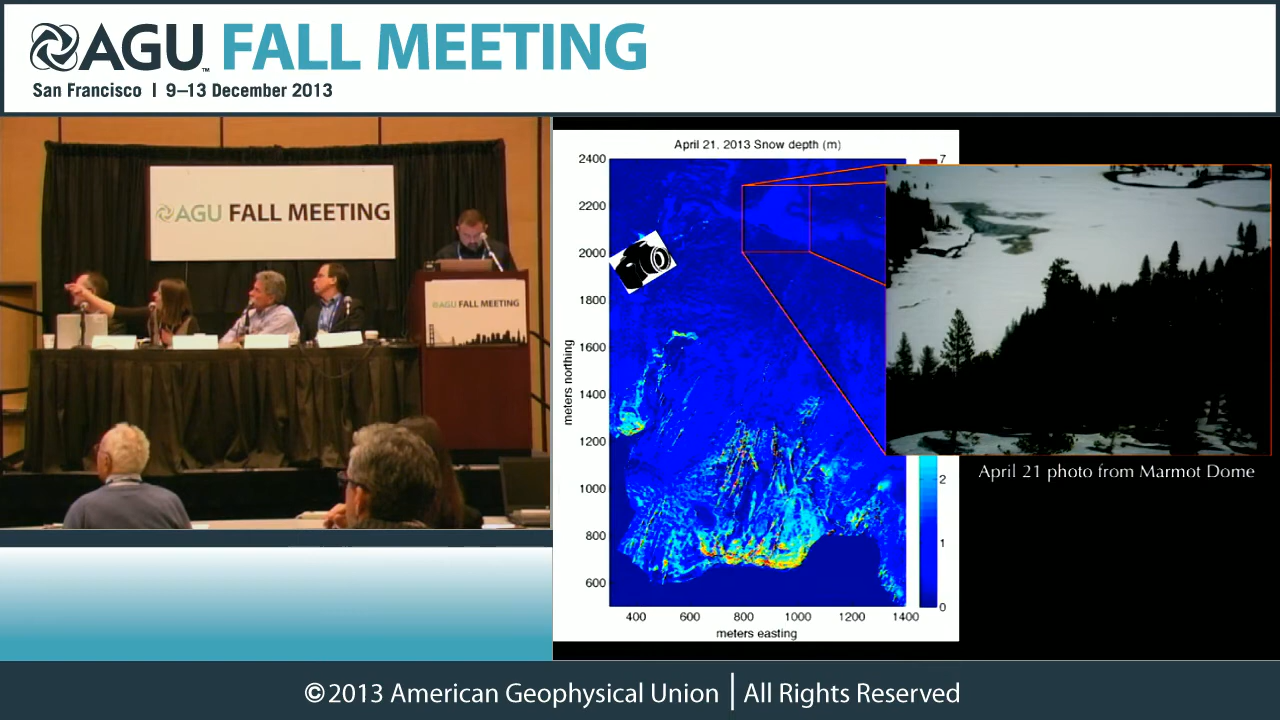 AGU™ FALL MEETING
San Francisco | 9–13 December 2013
AGU FALL MEETING
AGU FALL MEETING
April 21, 2013 Snow depth (m)
2400
2200
2000
1800
1600
1400
1200
1000
800
600
meters northing
400 600 800 1000 1200 1400
meters easting
7
2
1
0
April 21 photo from Marmot Dome
©2013 American Geophysical Union | All Rights Reserved